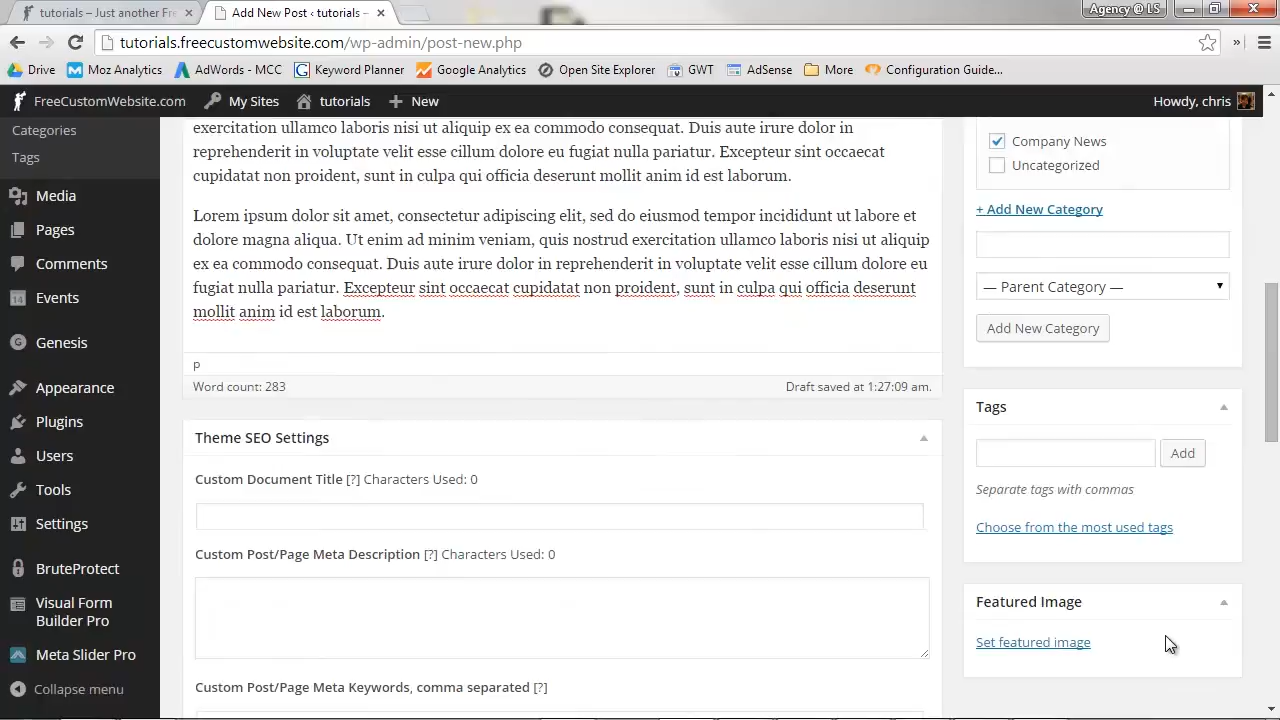 tutorials – Just another Fre
Add New Post ‹ tutorials –
Agency @ LS
tutorials.freecustomwebsite.com/wp-admin/post-new.php
Drive
Moz Analytics
AdWords - MCC
Keyword Planner
Google Analytics
Open Site Explorer
GWT
AdSense
More
Configuration Guide...
FreeCustomWebsite.com
My Sites
tutorials
New
Howdy, chris
Categories
Tags
Media
Pages
Comments
14
Events
Genesis
Appearance
Plugins
Users
Tools
Settings
BruteProtect
Visual Form
Builder Pro
Meta Slider Pro
Collapse menu
exercitation ullamco laboris nisi ut aliquip ex ea commodo consequat. Duis aute irure dolor in
reprehenderit in voluptate velit esse cillum dolore eu fugiat nulla pariatur. Excepteur sint occaecat
cupidatat non proident, sunt in culpa qui officia deserunt mollit anim id est laborum.
Lorem ipsum dolor sit amet, consectetur adipiscing elit, sed do eiusmod tempor incididunt ut labore et
dolore magna aliqua. Ut enim ad minim veniam, quis nostrud exercitation ullamco laboris nisi ut aliquip
ex ea commodo consequat. Duis aute irure dolor in reprehenderit in voluptate velit esse cillum dolore eu
fugiat nulla pariatur. Excepteur sint occaecat cupidatat non proident, sunt in culpa qui officia deserunt
mollit anim id est laborum.
p
Word count: 283
Draft saved at 1:27:09 am.
Theme SEO Settings
Custom Document Title [?] Characters Used: 0
Custom Post/Page Meta Description [?] Characters Used: 0
Custom Post/Page Meta Keywords, comma separated [?]
Company News
Uncategorized
+ Add New Category
— Parent Category —
Add New Category
Tags
Add
Separate tags with commas
Choose from the most used tags
Featured Image
Set featured image